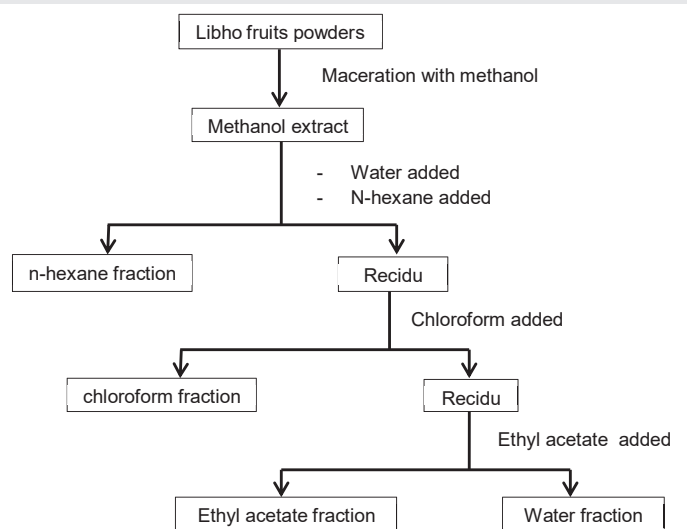 Libho fruits powders
Maceration with methanol
Methanol extract
- Water added
- N-hexane added
n-hexane fraction
Recidu
Chloroform added
chloroform fraction
Recidu
Ethyl acetate added
Ethyl acetate fraction
Water fraction